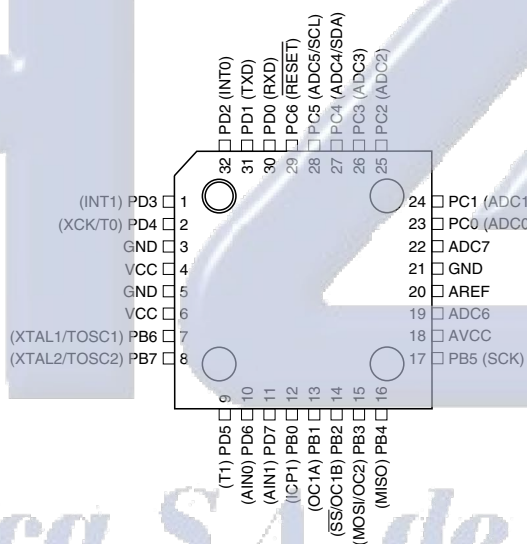 32 PD2 (INT0)
31 PD1 (TXD)
30 PD0 (RXD)
29 PC6 (RESET)
28 PC5 (ADC5/SCL)
27 PC4 (ADC4/SDA)
26 PC3 (ADC3)
25 PC2 (ADC2)
(INT1) PD3 1
(XCK/T0) PD4 2
GND 3
VCC 4
GND 5
VCC 6
(XTAL1/TOSC1) PB6 7
(XTAL2/TOSC2) PB7 8
24 PC1 (ADC1
23 PC0 (ADC0
22 ADC7
21 GND
20 AREF
19 ADC6
18 AVCC
17 PB5 (SCK)
(T1) PD5 9
(AIN0) PD6 10
(AIN1) PD7 11
(ICP1) PB0 12
(OC1A) PB1 13
(SS/OC1B) PB2 14
(MOSI/OC2) PB3 15
(MISO) PB4 16
ca S.A. de